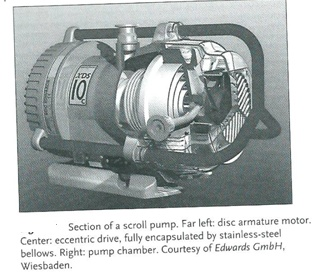 XDS
10
C
Section of a scroll pump. Far left: disc armature motor.
Center: eccentric drive, fully encapsulated by stainless-steel
bellows. Right: pump chamber. Courtesy of Edwards GmbH,
Wiesbaden.